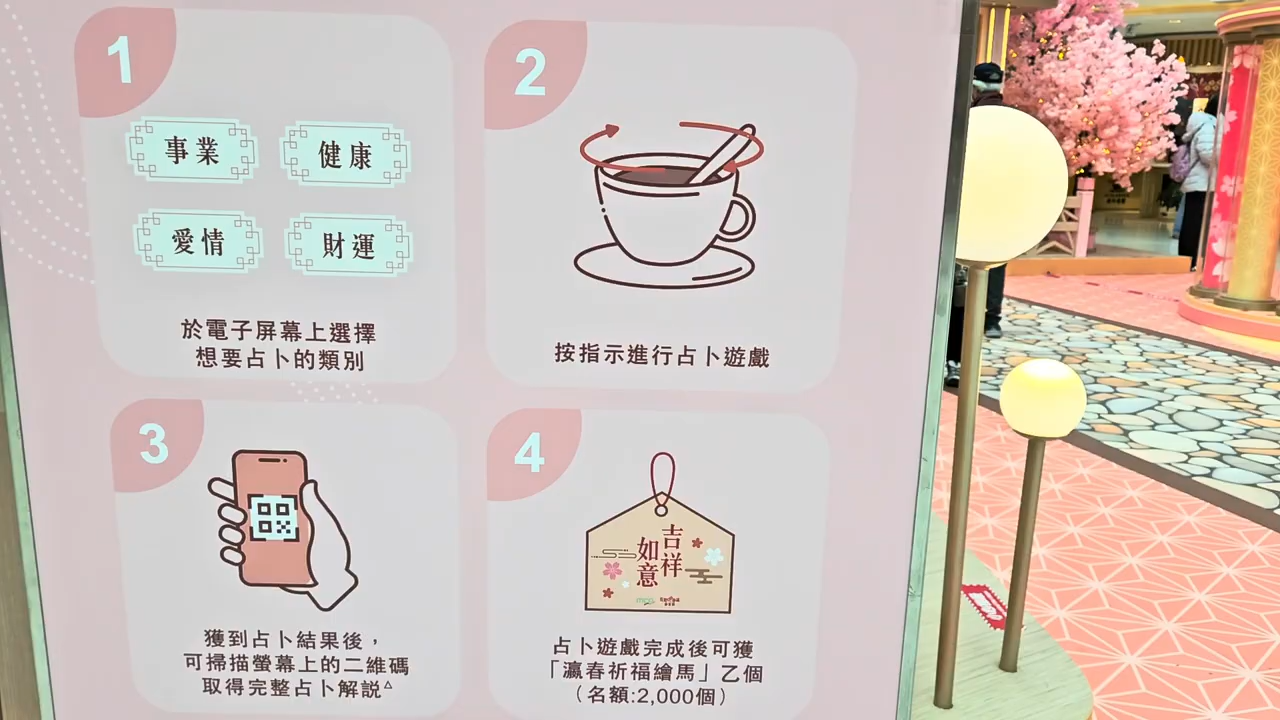 1
事業
健康
愛情
財運
於電子屏幕上選擇
想要占卜的類別
2
按指示進行占卜遊戲
3
獲到占卜結果後，
可掃描螢幕上的二維碼
取得完整占卜解説△
4
吉祥
如意
占卜遊戲完成後可獲
「瀛春祈福繪馬」乙個
（名額:2,000個）